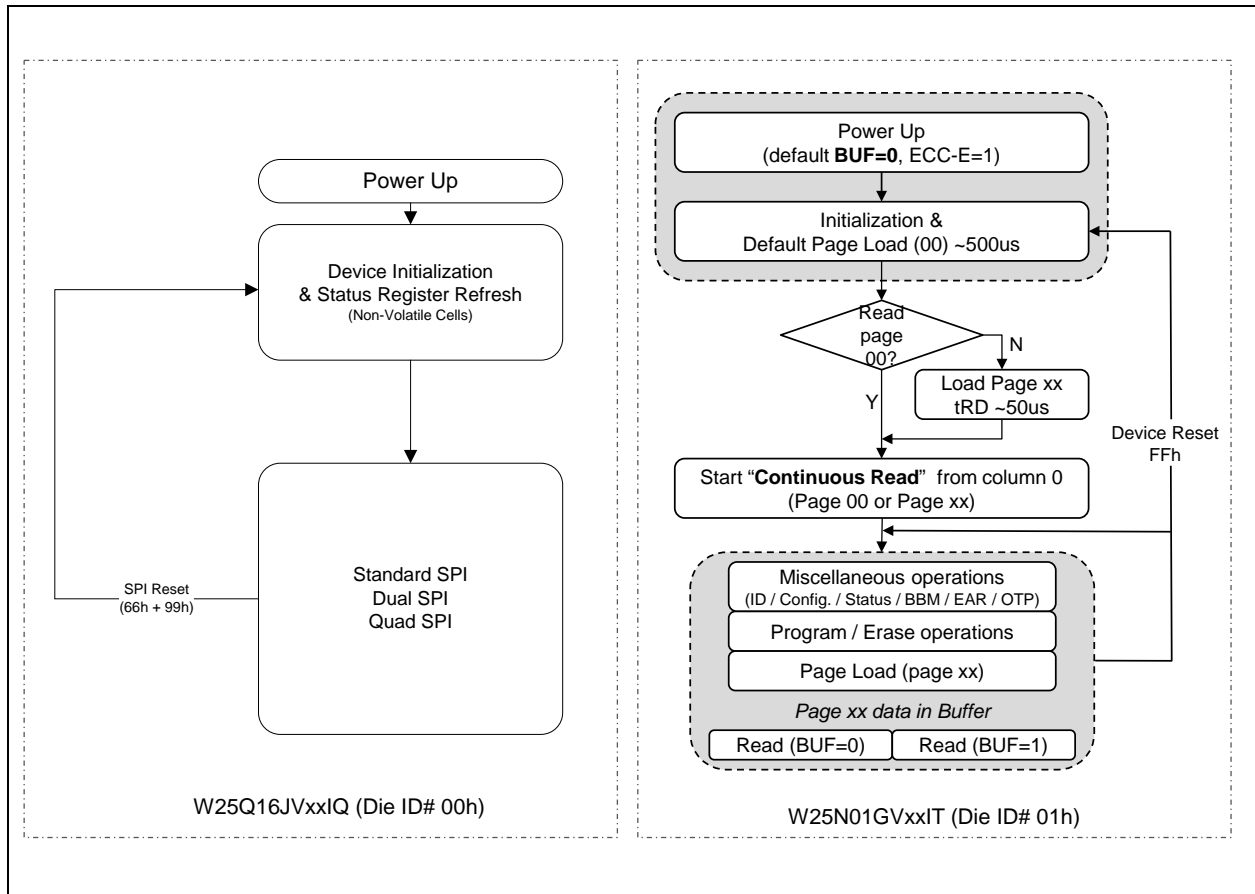 Power Up
Device Initialization
& Status Register Refresh
(Non-Volatile Cells)
SPI Reset
(66h + 99h)
Standard SPI
Dual SPI
Quad SPI
W25Q16JVxxIQ (Die ID# 00h)
Power Up
(default BUF=0, ECC-E=1)
Initialization &
Default Page Load (00) ~500us
Read
page
00?
N
Load Page xx
tRD ~50us
Y
Device Reset
FFh
Start “Continuous Read” from column 0
(Page 00 or Page xx)
Miscellaneous operations
(ID / Config. / Status / BBM / EAR / OTP)
Program / Erase operations
Page Load (page xx)
Page xx data in Buffer
Read (BUF=0)
Read (BUF=1)
W25N01GVxxIT (Die ID# 01h)